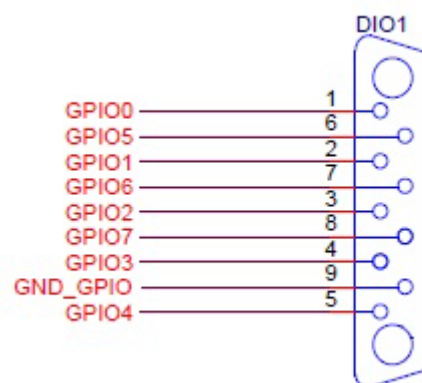 DIO1
GPIO0 1
GPIO5 6
GPIO1 2
GPIO6 7
GPIO2 3
GPIO7 8
GPIO3 4
GND_GPIO 9
GPIO4 5